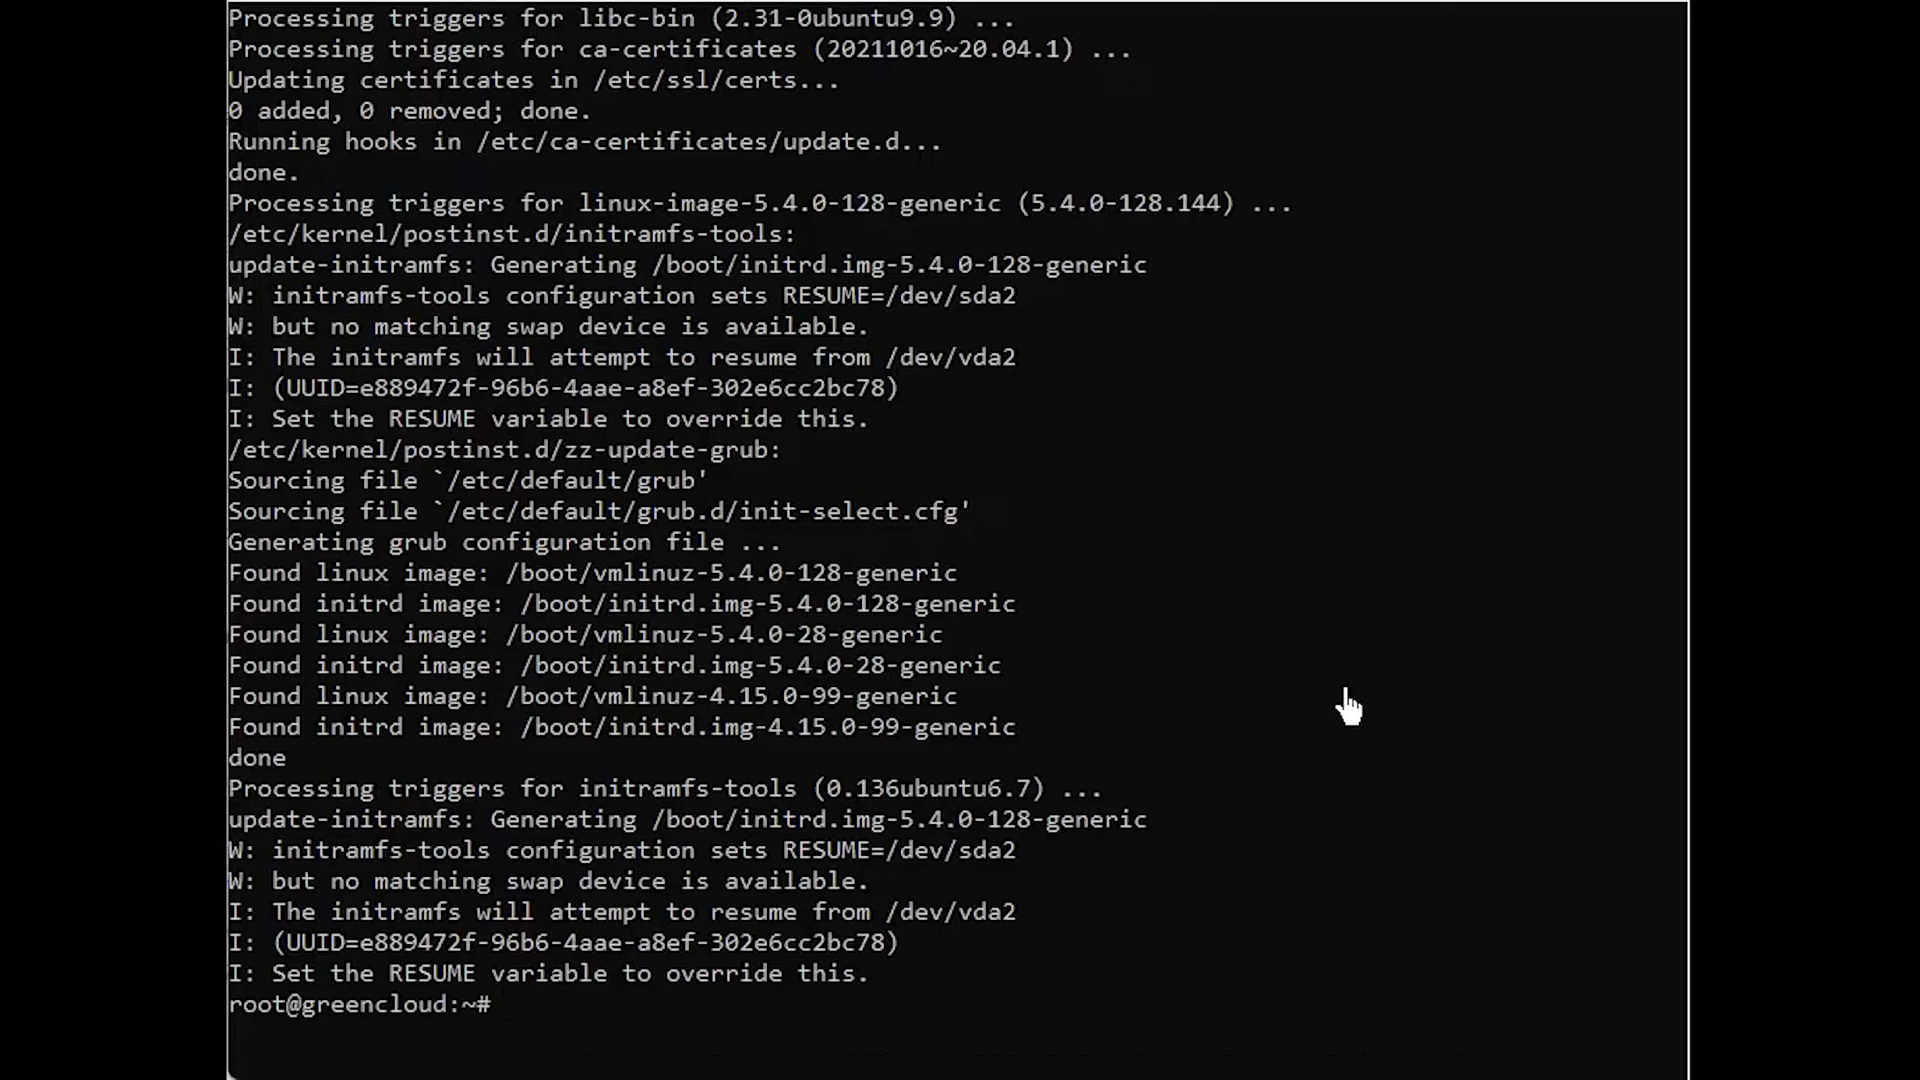 Processing triggers for libc-bin (2.31-0ubuntu9.9) ...
Processing triggers for ca-certificates (20211016~20.04.1) ...
Updating certificates in /etc/ssl/certs...
0 added, 0 removed; done.
Running hooks in /etc/ca-certificates/update.d...
done.
Processing triggers for linux-image-5.4.0-128-generic (5.4.0-128.144) ...
/etc/kernel/postinst.d/initramfs-tools:
update-initramfs: Generating /boot/initrd.img-5.4.0-128-generic
W: initramfs-tools configuration sets RESUME=/dev/sda2
W: but no matching swap device is available.
I: The initramfs will attempt to resume from /dev/vda2
I: (UUID=e889472f-96b6-4aae-a8ef-302e6cc2bc78)
I: Set the RESUME variable to override this.
/etc/kernel/postinst.d/zz-update-grub:
Sourcing file `/etc/default/grub'
Sourcing file `/etc/default/grub.d/init-select.cfg'
Generating grub configuration file ...
Found linux image: /boot/vmlinuz-5.4.0-128-generic
Found initrd image: /boot/initrd.img-5.4.0-128-generic
Found linux image: /boot/vmlinuz-5.4.0-28-generic
Found initrd image: /boot/initrd.img-5.4.0-28-generic
Found linux image: /boot/vmlinuz-4.15.0-99-generic
Found initrd image: /boot/initrd.img-4.15.0-99-generic
done
Processing triggers for initramfs-tools (0.136ubuntu6.7) ...
update-initramfs: Generating /boot/initrd.img-5.4.0-128-generic
W: initramfs-tools configuration sets RESUME=/dev/sda2
W: but no matching swap device is available.
I: The initramfs will attempt to resume from /dev/vda2
I: (UUID=e889472f-96b6-4aae-a8ef-302e6cc2bc78)
I: Set the RESUME variable to override this.
root@greencloud:~#